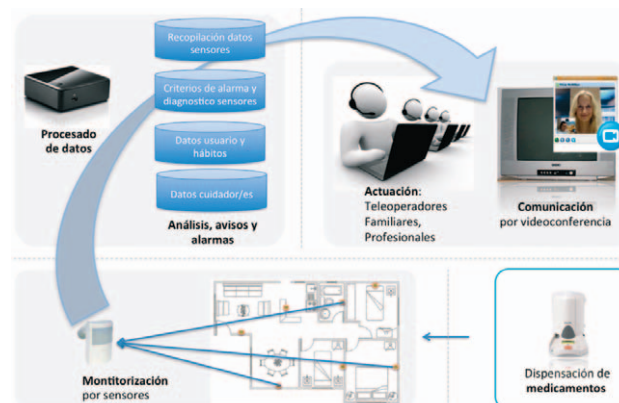 Recopilación datos
sensores
Criterios de alarma y
diagnostico sensores
Datos usuario y
hábitos
Datos cuidador/es
Procesado
de datos
Análisis, avisos y
alarmas
Actuación:
Teleoperadores
Familiares,
Profesionales
Comunicación
por videoconferencia
Montitorización
por sensores
Dispensación de
medicamentos